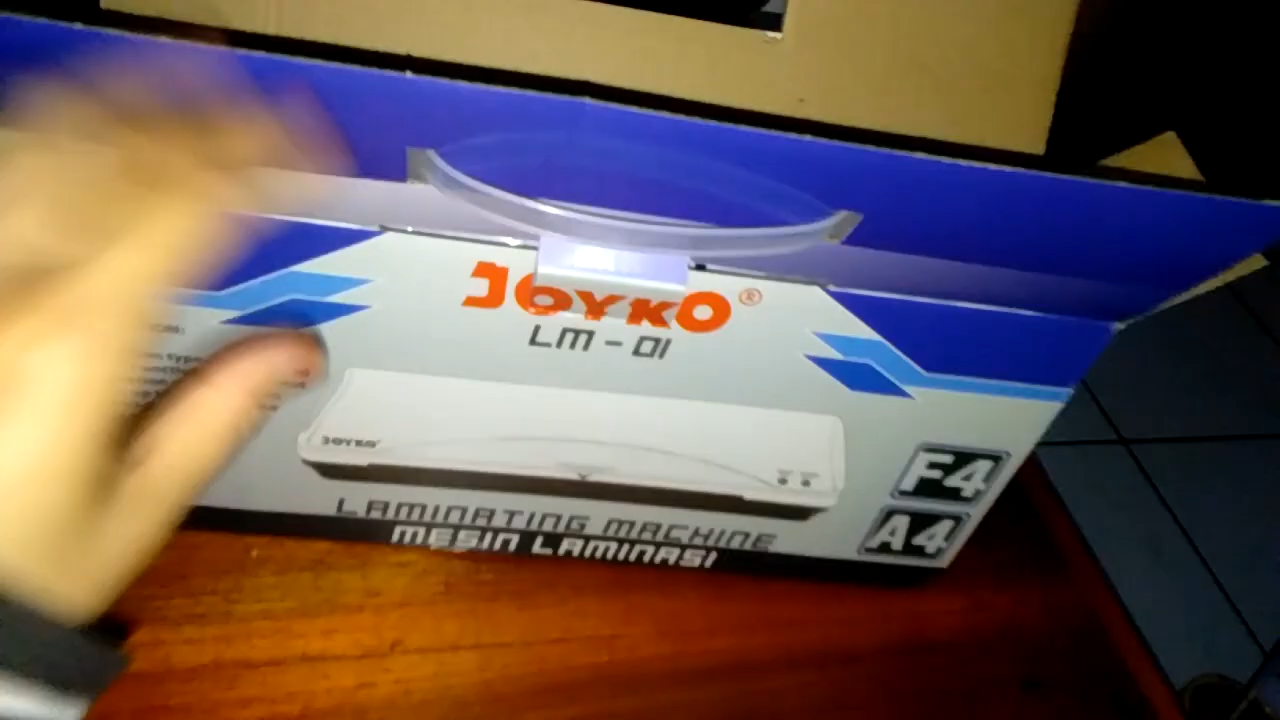 JOYKO®
LM - 01
JOYKO
F4
A4
LAMINATING MACHINE
MESIN LAMINASI